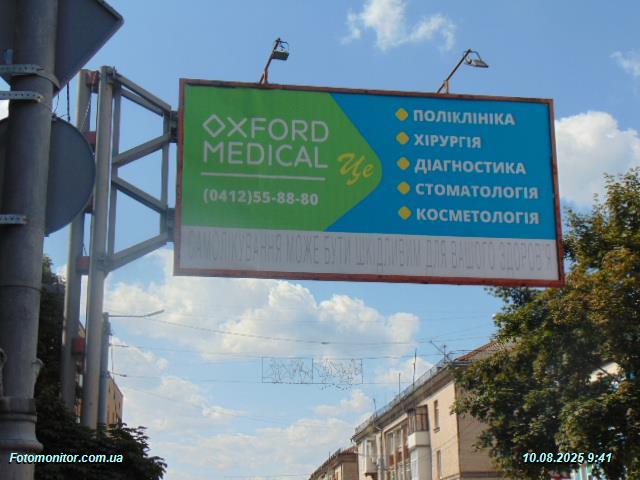 OXFORD
MEDICAL
Це
(0412)55-88-80
ПОЛІКЛІНІКА
ХІРУРГІЯ
ДІАГНОСТИКА
СТОМАТОЛОГІЯ
КОСМЕТОЛОГІЯ
САМОЛІКУВАННЯ МОЖЕ БУТИ ШКІДЛИВИМ ДЛЯ ВАШОГО ЗДОРОВ'Я
Fotomonitor.com.ua
10.08.2025 9:41